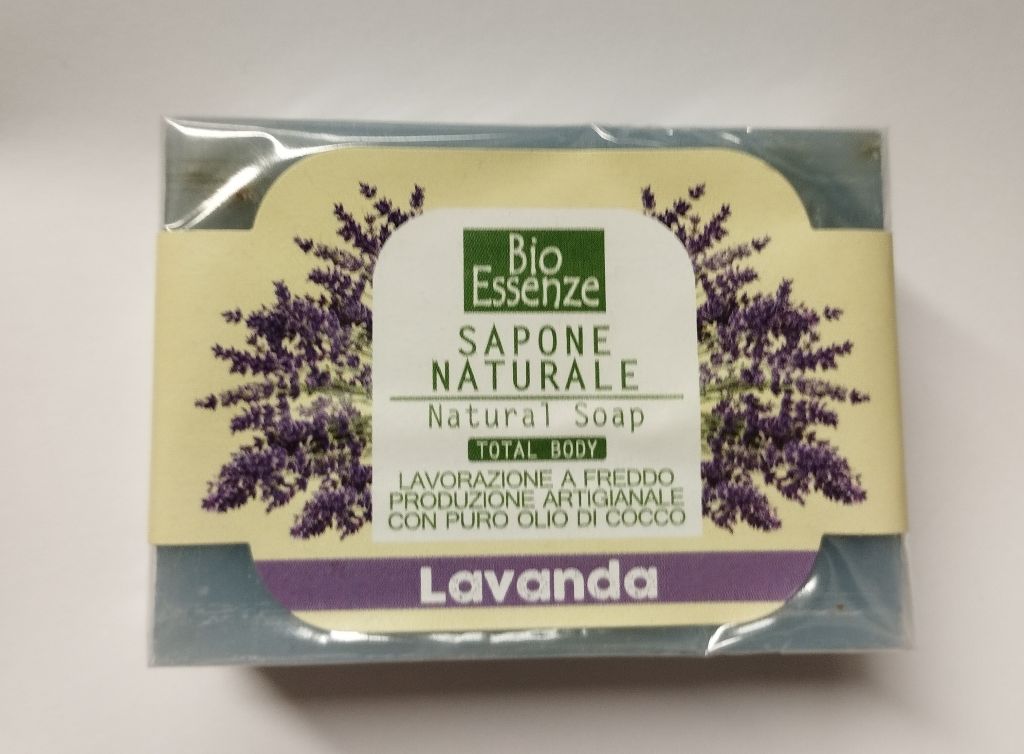 Bio
Essenze
SAPONE
NATURALE
Natural Soap
TOTAL BODY
LAVORAZIONE A FREDDO
PRODUZIONE ARTIGIANALE
CON PURO OLIO DI COCCO
Lavanda